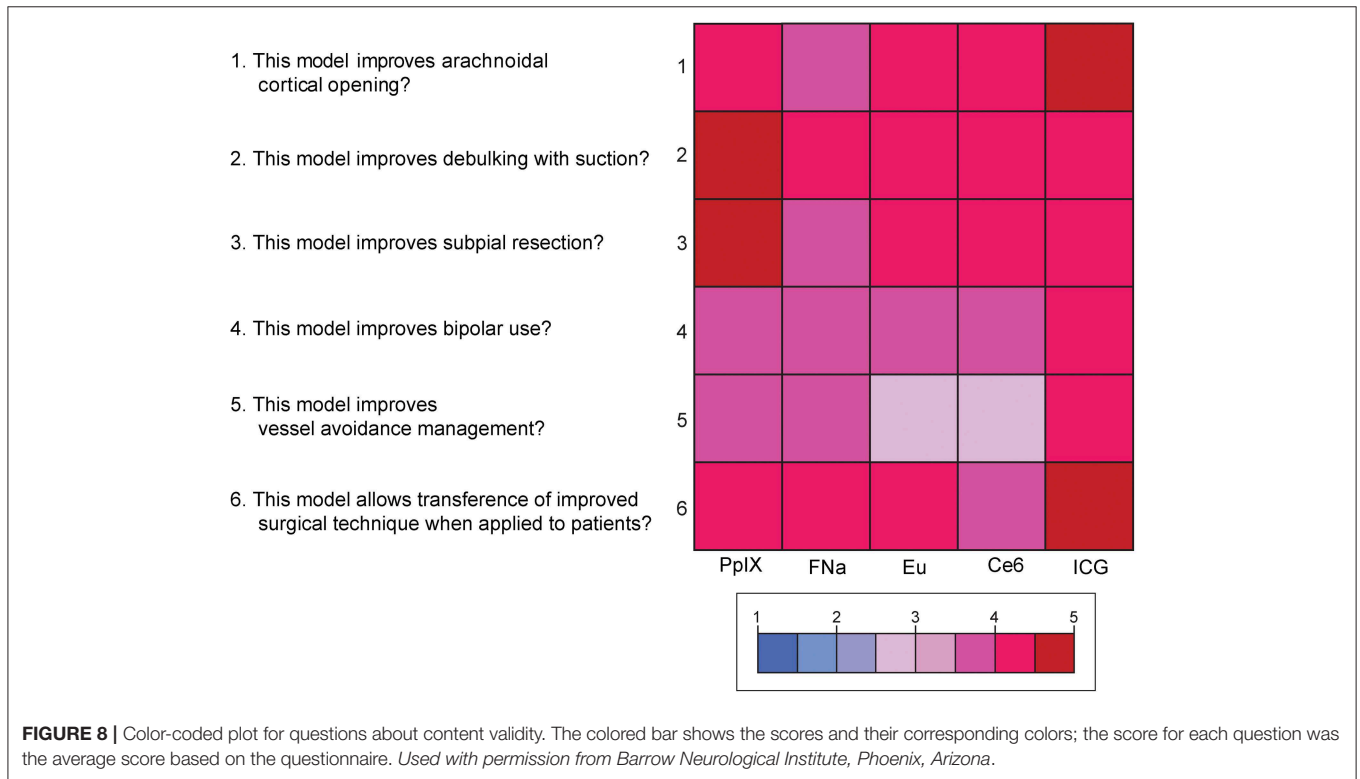 1. This model improves arachnoidal
cortical opening?
1
2. This model improves debulking with suction?
2
3. This model improves subpial resection?
3
4. This model improves bipolar use?
4
5. This model improves
vessel avoidance management?
5
6. This model allows transference of improved
surgical technique when applied to patients?
6
PpIX FNa Eu Ce6 ICG
1 2 3 4 5
FIGURE 8 | Color-coded plot for questions about content validity. The colored bar shows the scores and their corresponding colors; the score for each question was
the average score based on the questionnaire. Used with permission from Barrow Neurological Institute, Phoenix, Arizona.